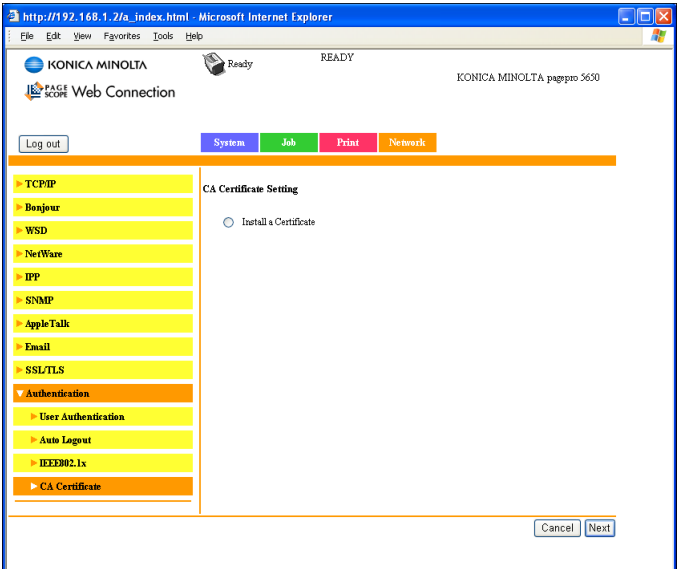 http://192.168.1.2/a_index.html - Microsoft Internet Explorer
File Edit View Favorites Tools Help
KONICA MINOLTA
Ready
READY
KONICA MINOLTA pagepro 5650
PAGE SCOPE Web Connection
Log out
System Job Print Network
TCP/IP
Bonjour
WSD
NetWare
IPP
SNMP
AppleTalk
Email
SSL/TLS
Authentication
User Authentication
Auto Logout
IEEE802.1x
CA Certificate
CA Certificate Setting
Install a Certificate
Cancel Next